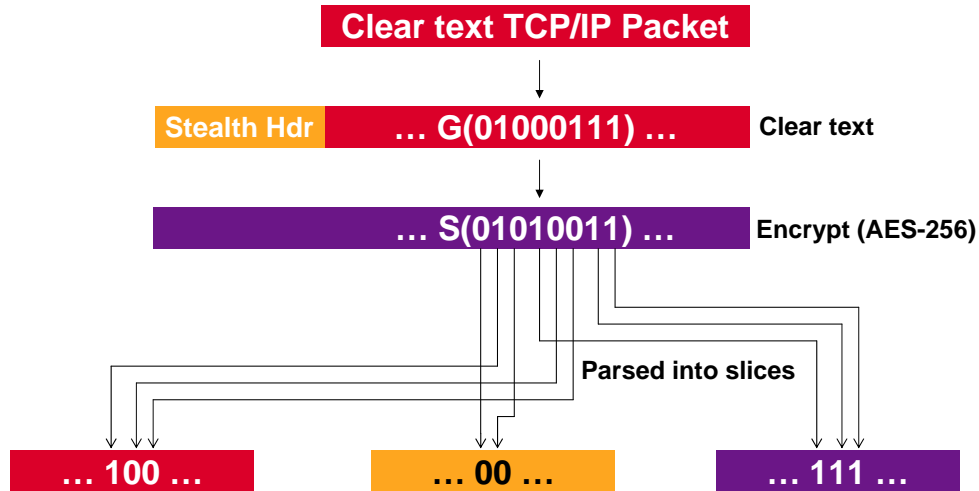 Clear text TCP/IP Packet
Stealth Hdr
… G(01000111) …
Clear text
… S(01010011) …
Encrypt (AES-256)
Parsed into slices
… 100 …
… 00 …
… 111 …